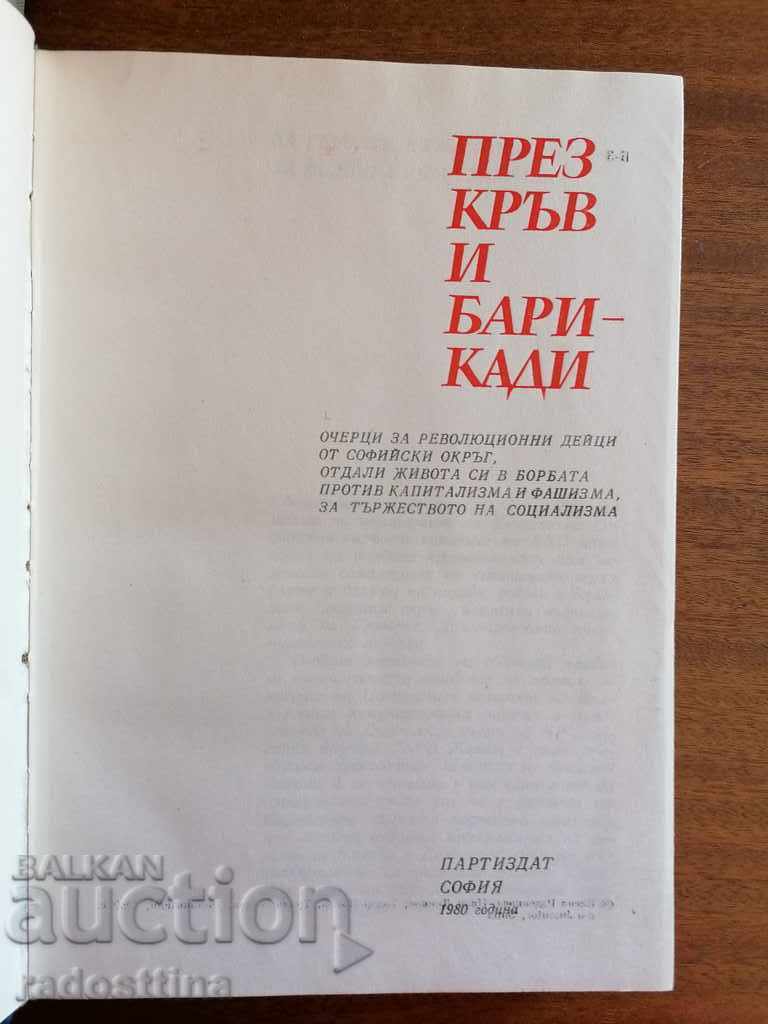 ПРЕЗ
КРЪВ
И
БАРИ-
КАДИ
ОЧЕРЦИ ЗА РЕВОЛЮЦИОННИ ДЕЙЦИ
ОТ СОФИЙСКИ ОКРЪГ,
ОТДАЛИ ЖИВОТА СИ В БОРБАТА
ПРОТИВ КАПИТАЛИЗМА И ФАШИЗМА,
ЗА ТЪРЖЕСТВОТО НА СОЦИАЛИЗМА
ПАРТИЗДАТ
СОФИЯ
1980 година
BALKAN
auction
radosttina